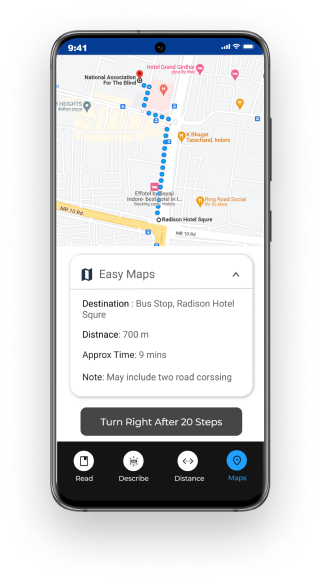 9:41
Hotel Grand Girdhar
National Association
For The Blind
HEIGHTS
K Bhagat
Tarachand, Indore
Effotel by Sayaji
Indore- best hotel in I...
Ring Road Social
Radison Hotel Squre
MR 10 Rd
MR 10 Rd
Easy Maps
Destination : Bus Stop, Radison Hotel
Squre
Distnace: 700 m
Approx Time: 9 mins
Note: May include two road corssing
Turn Right After 20 Steps
Read
Describe
Distance
Maps